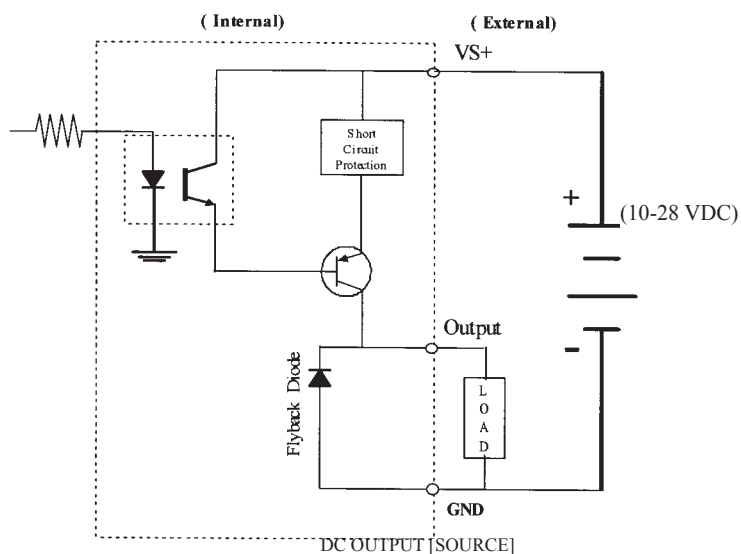 ( Internal)
( External)
VS+
Short
Circuit
Protection
+
(10-28 VDC)
Output
-
Flyback Diode
L
O
A
D
GND
DC OUTPUT [SOURCE]